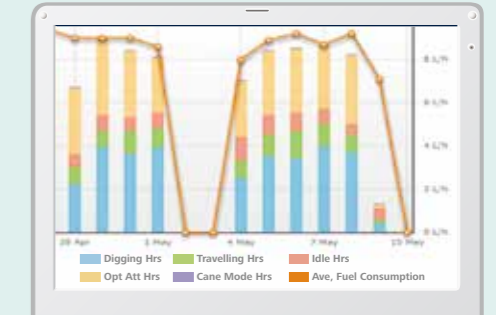 8 L/h
6 L/h
4 L/h
2 L/h
0 L/h
28 Apr 1 May 4 May 7 May 10 May
Digging Hrs Travelling Hrs Idle Hrs
Opt Att Hrs Cane Mode Hrs Ave, Fuel Consumption